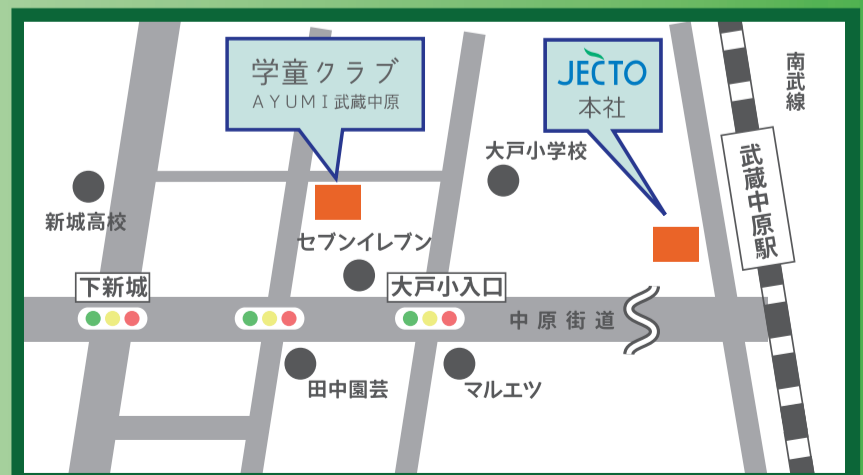 学童クラブ
AYUMI武蔵中原
JECTO
本社
南武線
武蔵中原駅
大戸小学校
新城高校
セブンイレブン
下新城
大戸小入口
中原街道
田中園芸
マルエツ